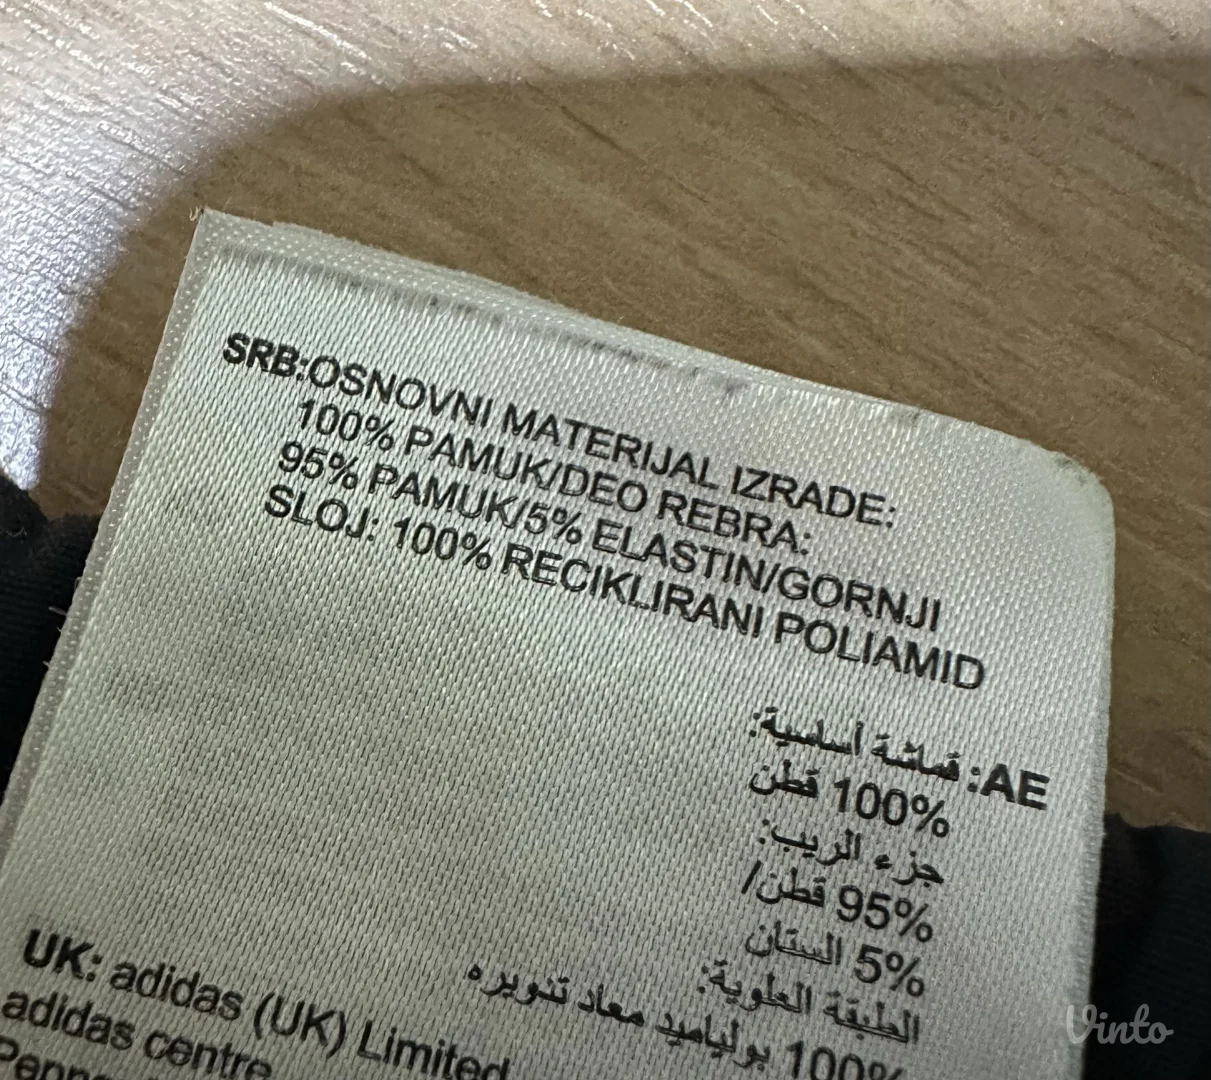 SRB:OSNOVNI MATERIJAL IZRADE:
100% PAMUK/DEO REBRA:
95% PAMUK/5% ELASTIN/GORNJI
SLOJ: 100% RECIKLIRANI POLIAMID
AE: قماشة أساسية:
100% قطن
جزء الريب:
95% قطن/
5% الستان
الطبقة العلوية:
100% بولياميد معاد تدويره
UK: adidas (UK) Limited
adidas centre
Vinto